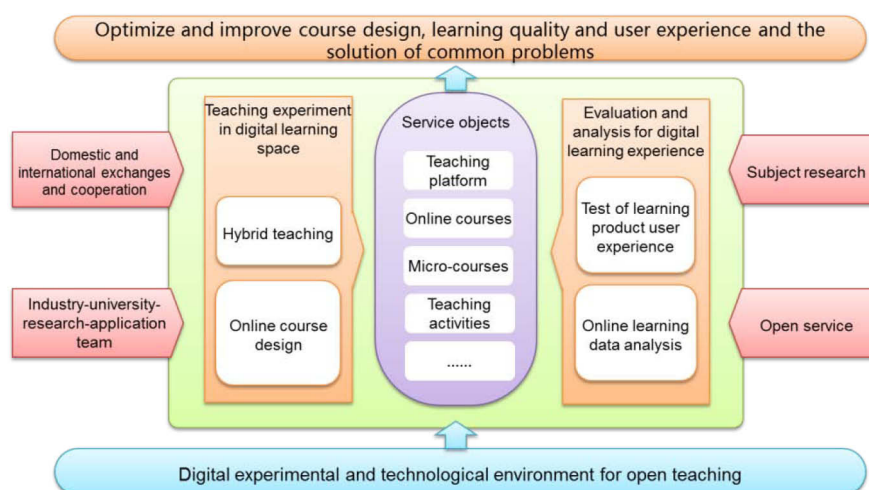 Optimize and improve course design, learning quality and user experience and the
solution of common problems
Domestic and
international exchanges
and cooperation
Industry-university-
research-application
team
Teaching experiment
in digital learning
space
Hybrid teaching
Online course
design
Service objects
Teaching
platform
Online courses
Micro-courses
Teaching
activities
......
Evaluation and
analysis for digital
learning experience
Test of learning
product user
experience
Online learning
data analysis
Subject research
Open service
Digital experimental and technological environment for open teaching